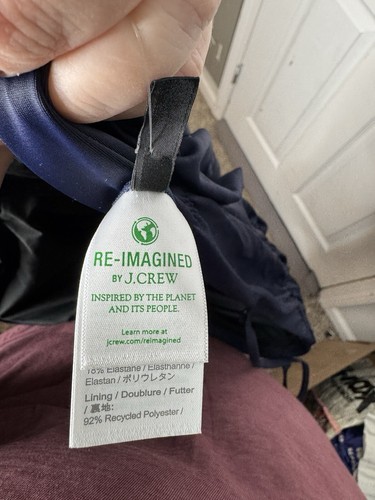 RE-IMAGINED
BY J.CREW
INSPIRED BY THE PLANET
AND ITS PEOPLE.
Learn more at
jcrew.com/reimagined
Elastane / Elasthanne /
Elastan / ポリウレタン
Lining / Doublure / Futter
/ 裏地:
92% Recycled Polyester /